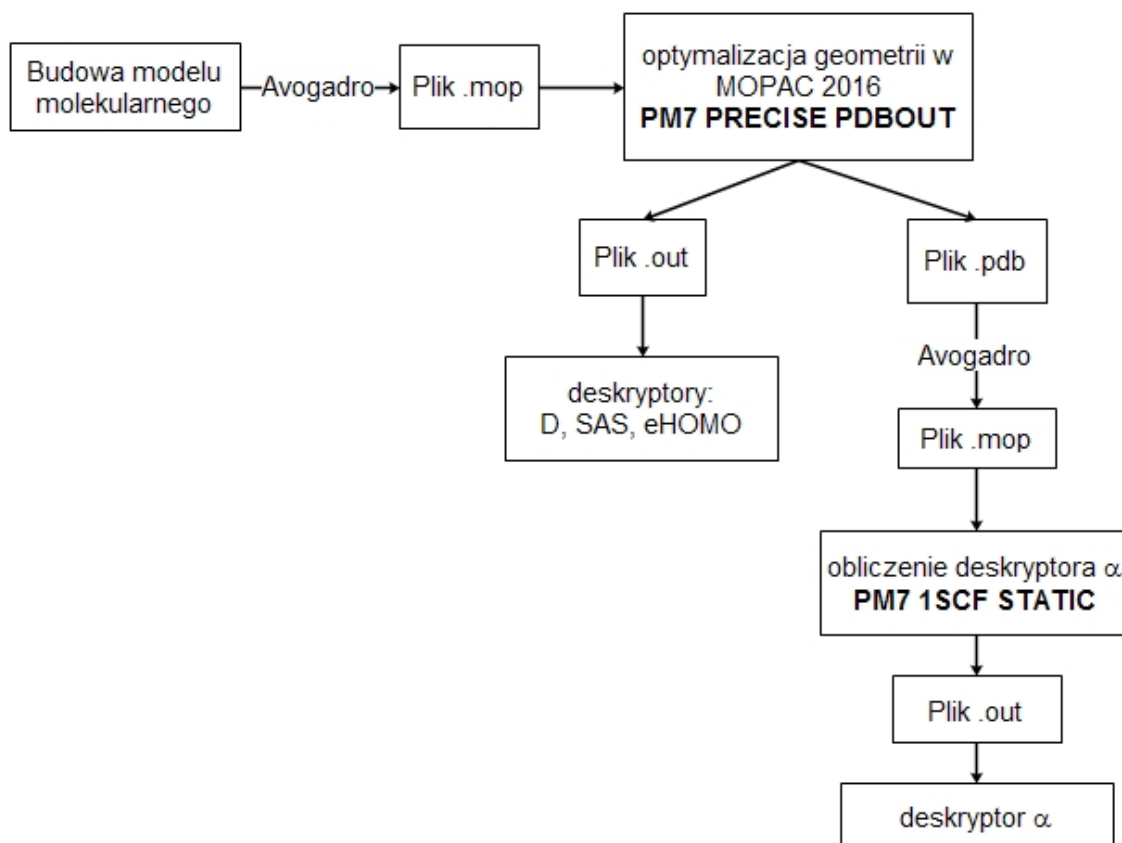 Budowa modelu
molekularnego
Avogadro
Plik .mop
optymalizacja geometrii w
MOPAC 2016
PM7 PRECISE PDBOUT
Plik .out
Plik .pdb
deskryptory:
D, SAS, eHOMO
Avogadro
Plik .mop
obliczenie deskryptora α
PM7 1SCF STATIC
Plik .out
deskryptor α